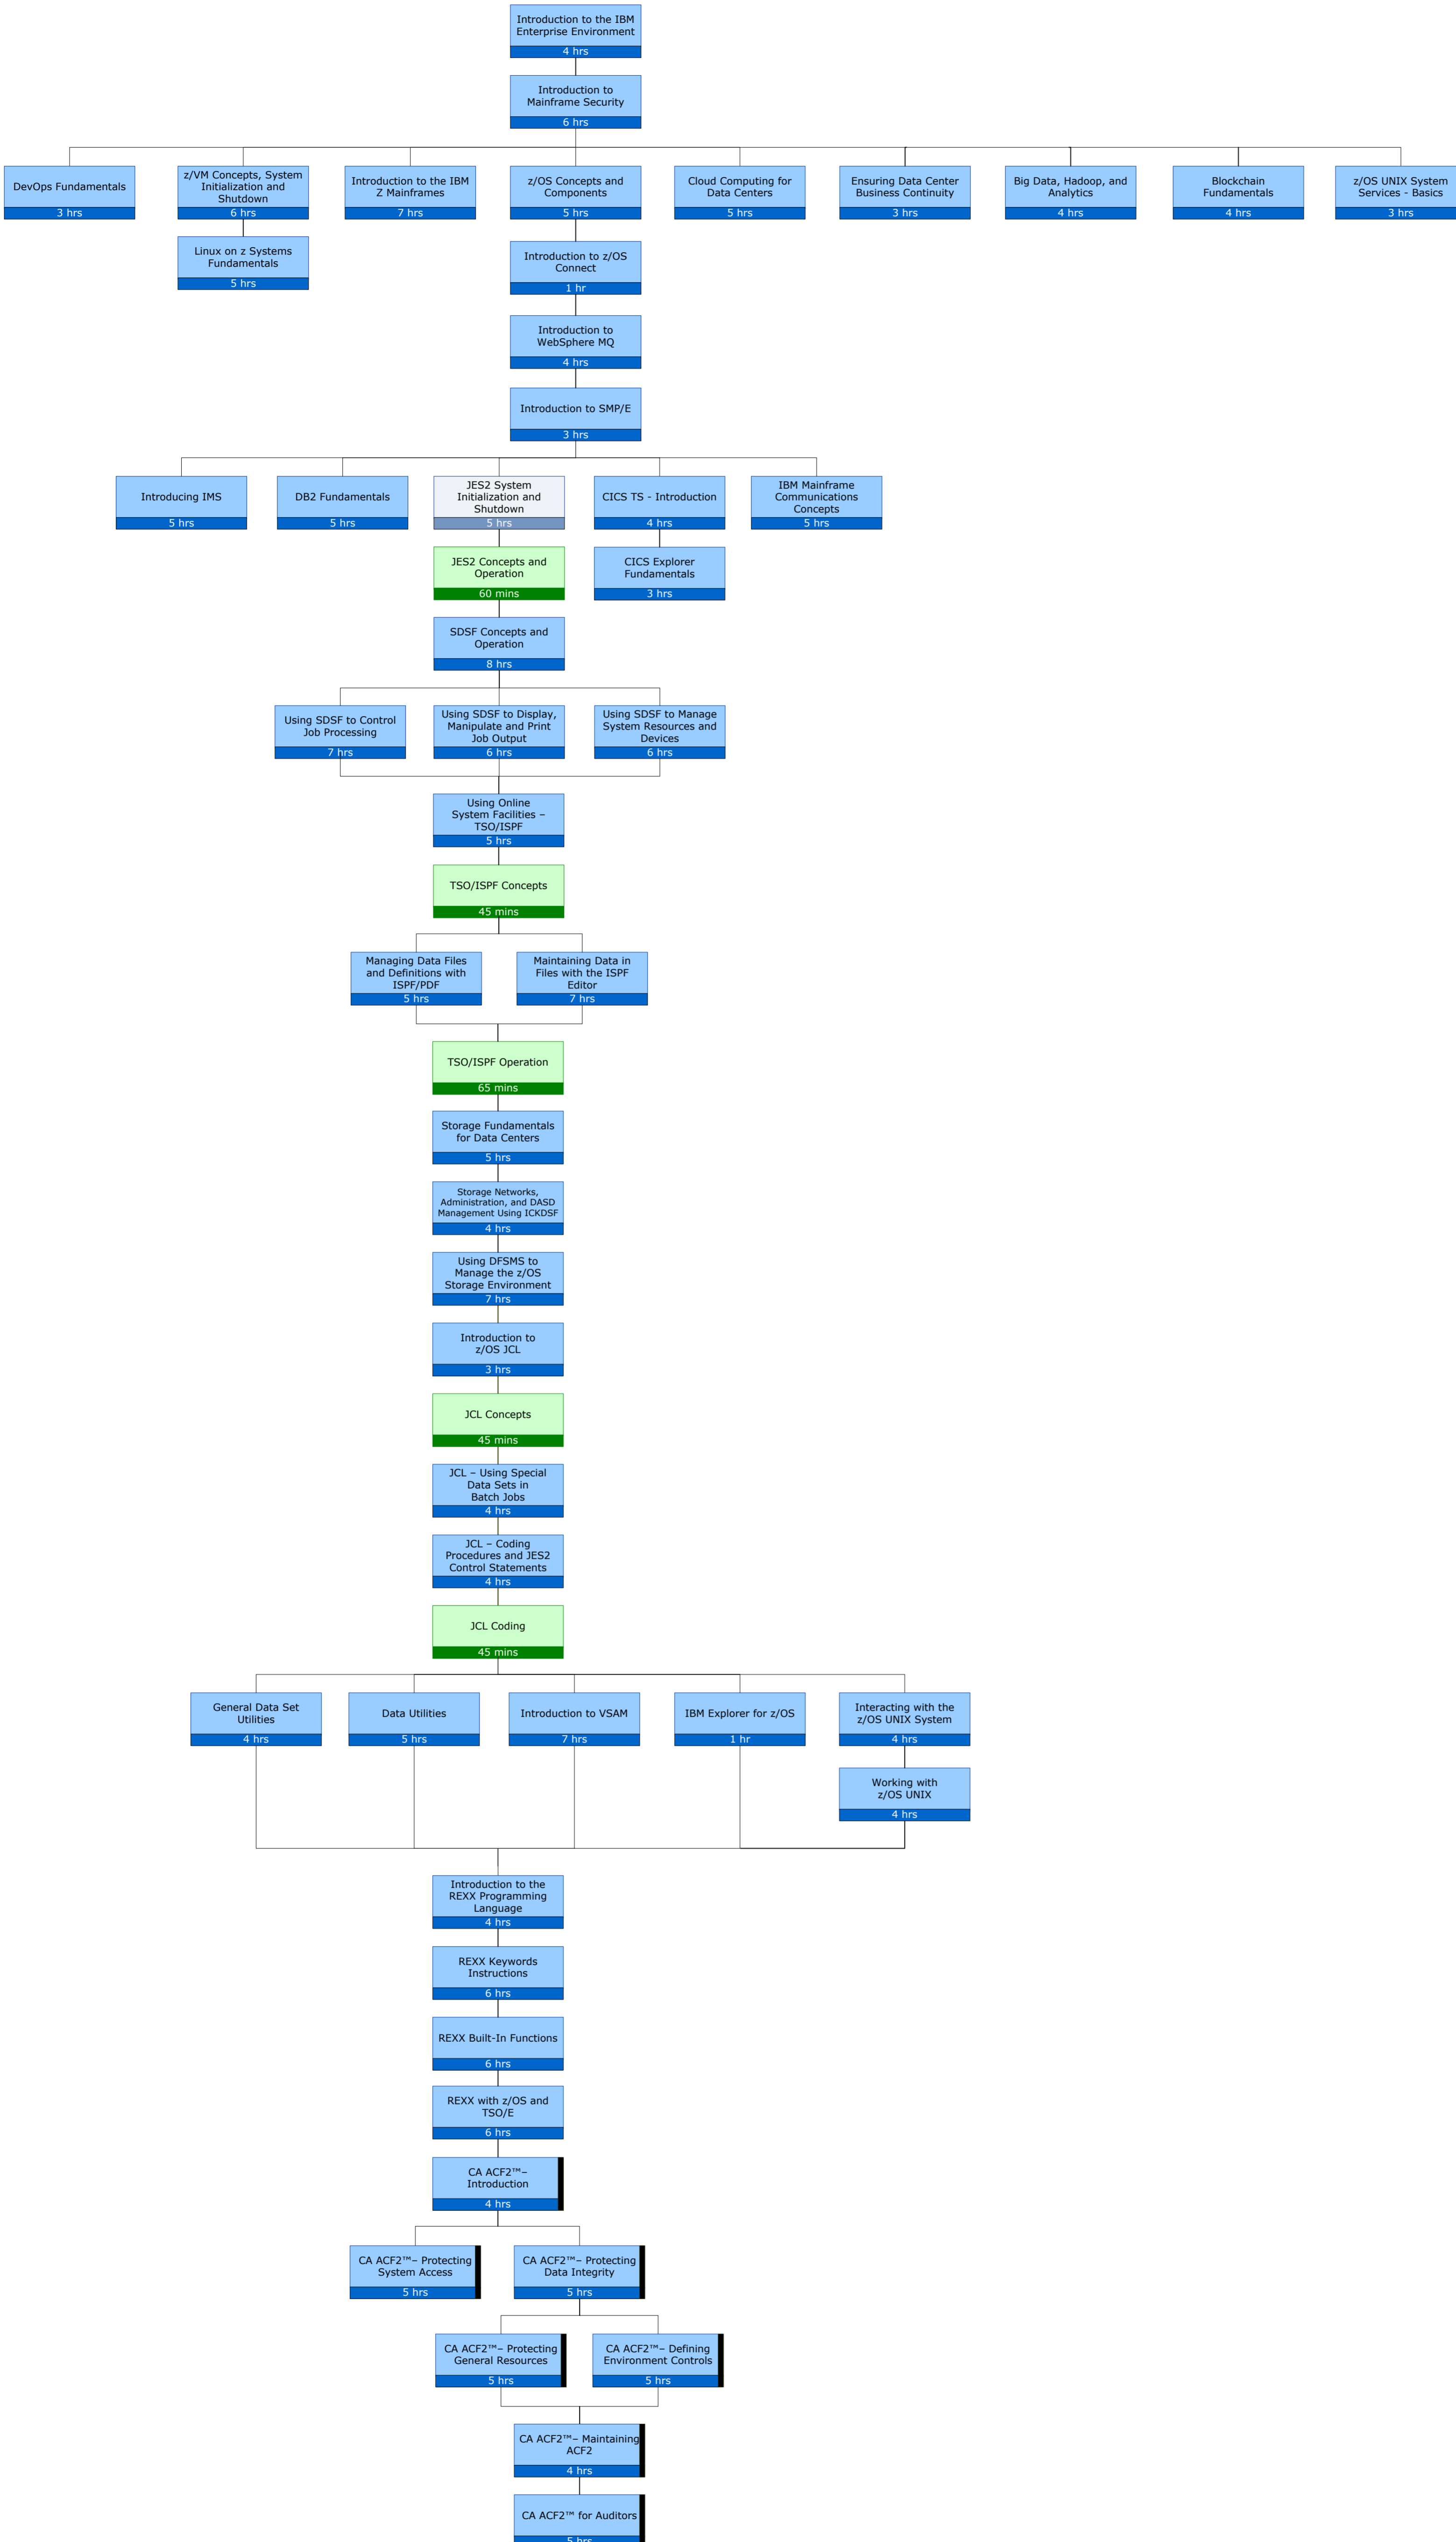 Introduction to the IBM
Enterprise Environment
4 hrs
Introduction to
Mainframe Security
6 hrs
DevOps Fundamentals
3 hrs
z/VM Concepts, System
Initialization and
Shutdown
6 hrs
Introduction to the IBM
Z Mainframes
7 hrs
z/OS Concepts and
Components
5 hrs
Cloud Computing for
Data Centers
5 hrs
Ensuring Data Center
Business Continuity
3 hrs
Big Data, Hadoop, and
Analytics
4 hrs
Blockchain
Fundamentals
4 hrs
z/OS UNIX System
Services - Basics
3 hrs
Linux on z Systems
Fundamentals
5 hrs
Introduction to z/OS
Connect
1 hr
Introduction to
WebSphere MQ
4 hrs
Introduction to SMP/E
3 hrs
Introducing IMS
5 hrs
DB2 Fundamentals
5 hrs
JES2 System
Initialization and
Shutdown
5 hrs
CICS TS - Introduction
4 hrs
IBM Mainframe
Communications
Concepts
5 hrs
JES2 Concepts and
Operation
60 mins
CICS Explorer
Fundamentals
3 hrs
SDSF Concepts and
Operation
8 hrs
Using SDSF to Control
Job Processing
7 hrs
Using SDSF to Display,
Manipulate and Print
Job Output
6 hrs
Using SDSF to Manage
System Resources and
Devices
6 hrs
Using Online
System Facilities –
TSO/ISPF
5 hrs
TSO/ISPF Concepts
45 mins
Managing Data Files
and Definitions with
ISPF/PDF
5 hrs
Maintaining Data in
Files with the ISPF
Editor
7 hrs
TSO/ISPF Operation
65 mins
Storage Fundamentals
for Data Centers
5 hrs
Storage Networks,
Administration, and DASD
Management Using ICKDSF
4 hrs
Using DFSMS to
Manage the z/OS
Storage Environment
7 hrs
Introduction to
z/OS JCL
3 hrs
JCL Concepts
45 mins
JCL – Using Special
Data Sets in
Batch Jobs
4 hrs
JCL – Coding
Procedures and JES2
Control Statements
4 hrs
JCL Coding
45 mins
General Data Set
Utilities
4 hrs
Data Utilities
5 hrs
Introduction to VSAM
7 hrs
IBM Explorer for z/OS
1 hr
Interacting with the
z/OS UNIX System
4 hrs
Working with
z/OS UNIX
4 hrs
Introduction to the
REXX Programming
Language
4 hrs
REXX Keywords
Instructions
6 hrs
REXX Built-In Functions
6 hrs
REXX with z/OS and
TSO/E
6 hrs
CA ACF2™–
Introduction
4 hrs
CA ACF2™– Protecting
System Access
5 hrs
CA ACF2™– Protecting
Data Integrity
5 hrs
CA ACF2™– Protecting
General Resources
5 hrs
CA ACF2™– Defining
Environment Controls
5 hrs
CA ACF2™– Maintaining
ACF2
4 hrs
CA ACF2™ for Auditors
5 hrs